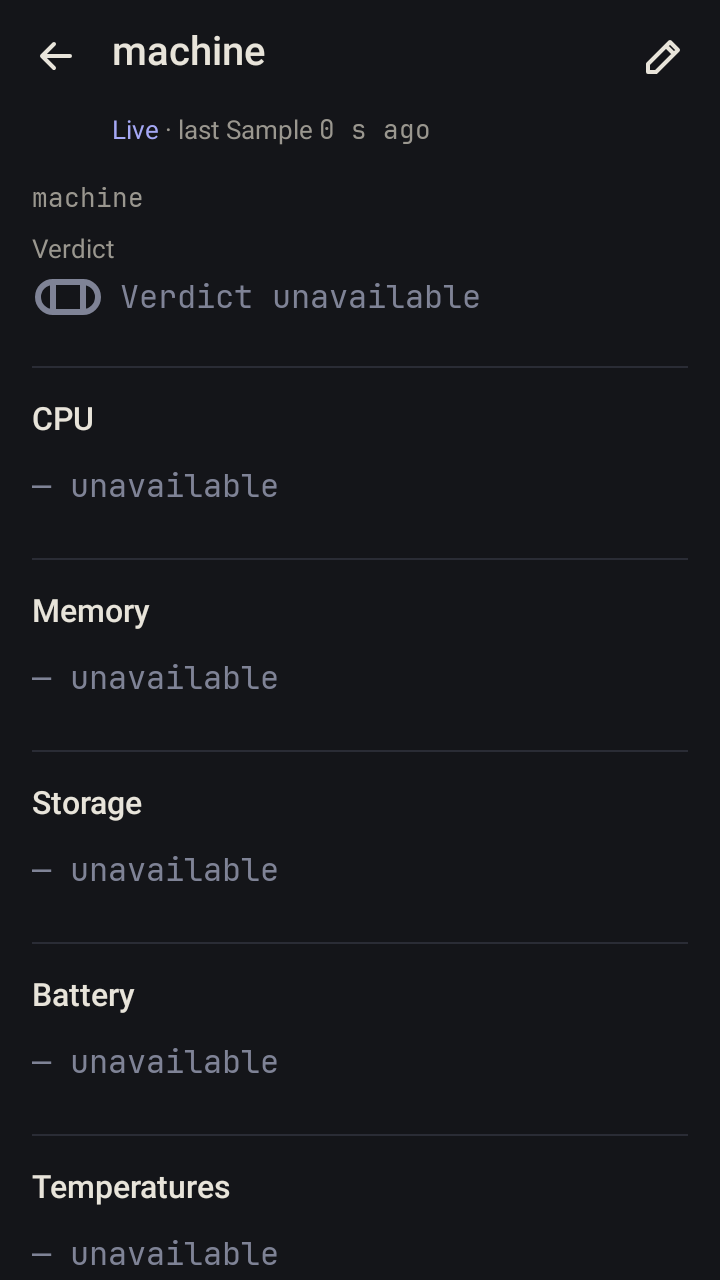 machine
Live · last Sample 0 s ago
machine
Verdict
Verdict unavailable
CPU
— unavailable
Memory
— unavailable
Storage
— unavailable
Battery
— unavailable
Temperatures
— unavailable